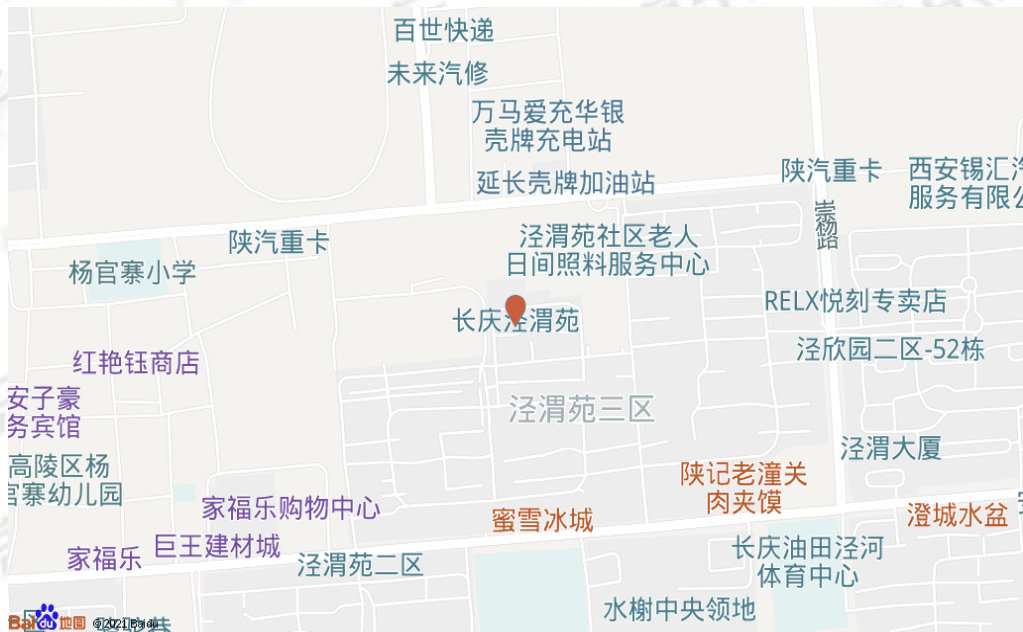 百世快递
未来汽修
万马爱充华银
壳牌充电站
陕汽重卡
西安锡汇汽
服务有限公
延长壳牌加油站
崇杨路
陕汽重卡
泾渭苑社区老人
日间照料服务中心
杨官寨小学
RELX悦刻专卖店
长庆泾渭苑
泾欣园二区-52栋
红艳钰商店
安子豪
务宾馆
泾渭苑三区
泾渭大厦
高陵区杨
官寨幼儿园
陕记老潼关
肉夹馍
家福乐购物中心
蜜雪冰城
澄城水盆
家福乐
巨王建材城
泾渭苑二区
长庆油田泾河
体育中心
水榭中央领地
Bai du 地图
© 2021 Baidu